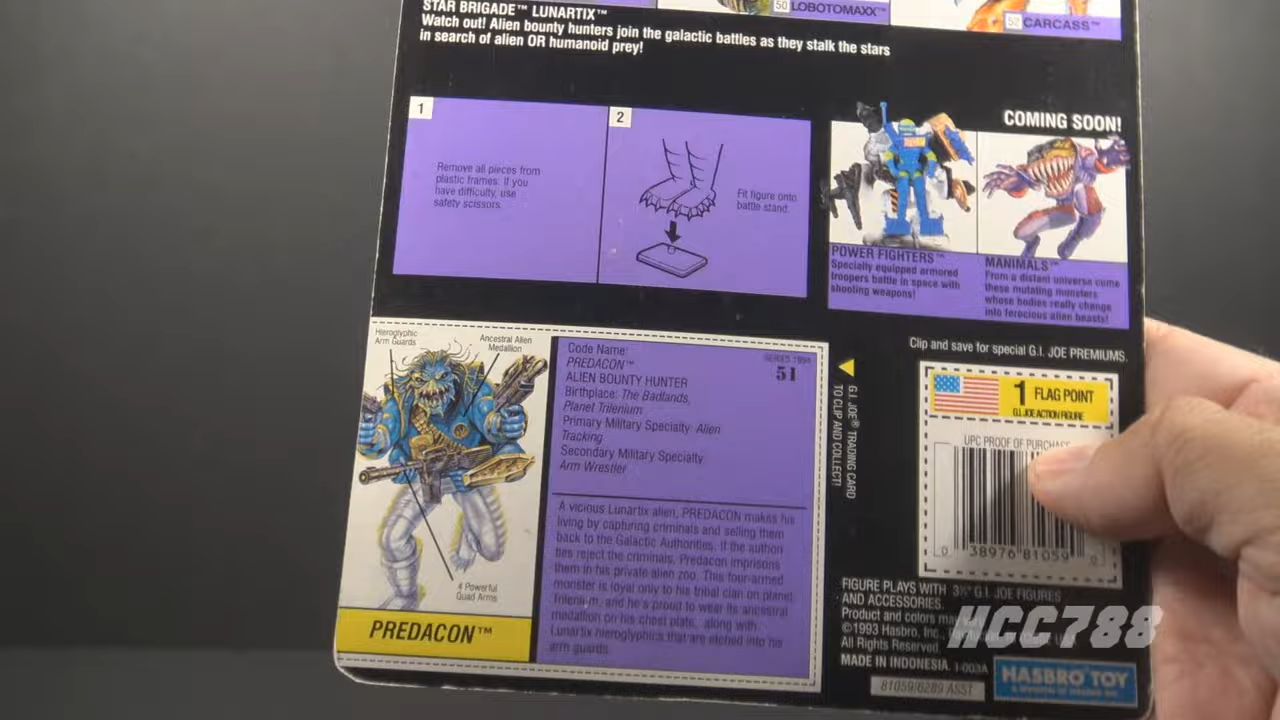 STAR BRIGADE™ LUNARTIX™
Watch out! Alien bounty hunters join the galactic battles as they stalk the stars
in search of alien OR humanoid prey!
50 LOBOTOMAXX™
52 CARCASS™
1
Remove all pieces from
plastic frames. If you
have difficulty, use
safety scissors.
2
Fit figure onto
battle stand.
COMING SOON!
POWER FIGHTERS™
Specially equipped armored
troopers battle in space with
shooting weapons!
MANIMALS™
From a distant universe come
these mutating monsters
whose bodies really change
into ferocious alien beasts!
Hieroglyphic
Arm Guards
Ancestral Alien
Medallion
4 Powerful
Quad Arms
PREDACON™
Code Name:
PREDACON™
ALIEN BOUNTY HUNTER
Birthplace: The Badlands,
Planet Trilenium
Primary Military Specialty: Alien
Tracking
Secondary Military Specialty:
Arm Wrestler
SERIES 1994
51
A vicious Lunartix alien, PREDACON makes his
living by capturing criminals and selling them
back to the Galactic Authorities. If the authori-
ties reject the criminals, Predacon imprisons
them in his private alien zoo. This four-armed
monster is loyal only to his tribal clan on planet
Trilenium, and he's proud to wear its ancestral
medallion on his chest plate, along with
Lunartix hieroglyphics that are etched into his
arm guards.
G.I. JOE® TRADING CARD
TO CLIP AND COLLECT!
Clip and save for special G.I. JOE PREMIUMS.
1 FLAG POINT
G.I. JOE ACTION FIGURE
UPC PROOF OF PURCHASE
0 38976 81059 0
FIGURE PLAYS WITH 3¾" G.I. JOE FIGURES
AND ACCESSORIES.
Product and colors
©1993 Hasbro, Inc.
All Rights Reserved.
MADE IN INDONESIA. I-003A
81059/6289 ASST
HASBRO TOY
A DIVISION OF HASBRO INC
HCC788